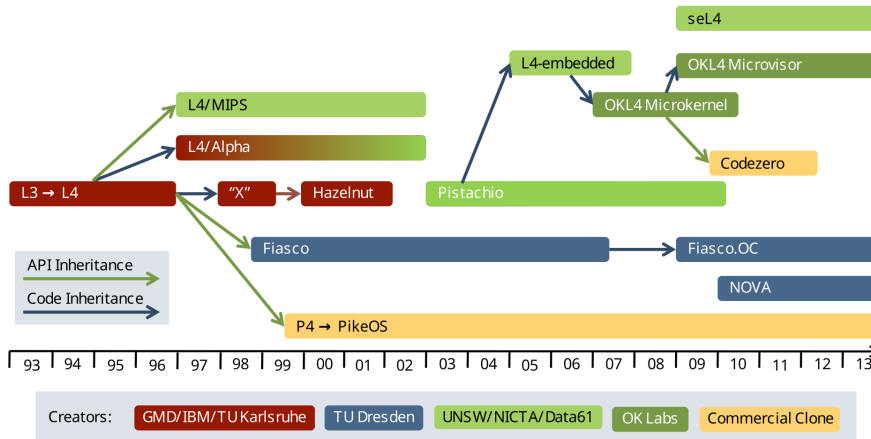 seL4
L4-embedded
OKL4 Microvisor
L4/MIPS
OKL4 Microkernel
L4/Alpha
Codezero
L3 → L4
“X”
Hazelnut
Pistachio
Fiasco
Fiasco.OC
API Inheritance
Code Inheritance
NOVA
P4 → PikeOS
93 94 95 96 97 98 99 00 01 02 03 04 05 06 07 08 09 10 11 12 13
Creators: GMD/IBM/TU Karlsruhe TU Dresden UNSW/NICTA/Data61 OK Labs Commercial Clone